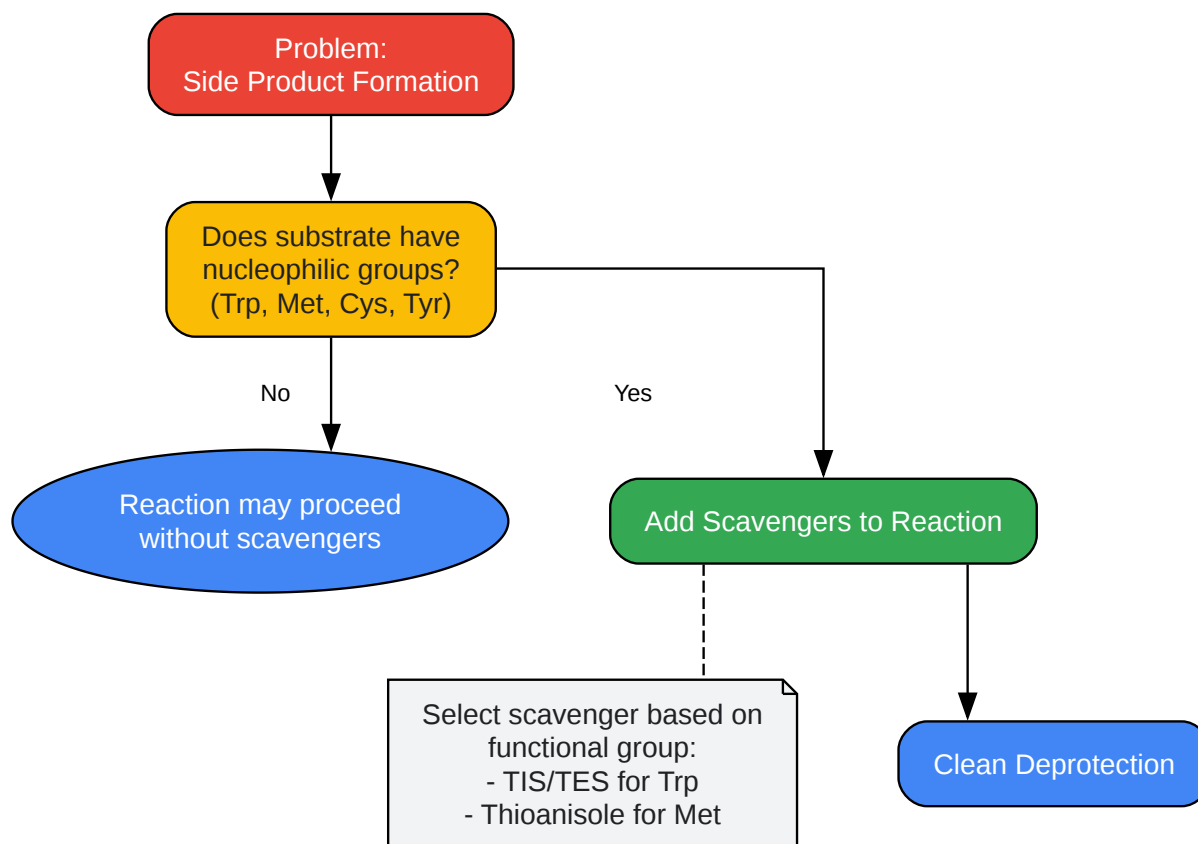 Problem:
Side Product Formation
Does substrate have
nucleophilic groups?
(Trp, Met, Cys, Tyr)
No
Yes
Reaction may proceed
without scavengers
Add Scavengers to Reaction
Select scavenger based on
functional group:
- TIS/TES for Trp
- Thioanisole for Met
Clean Deprotection